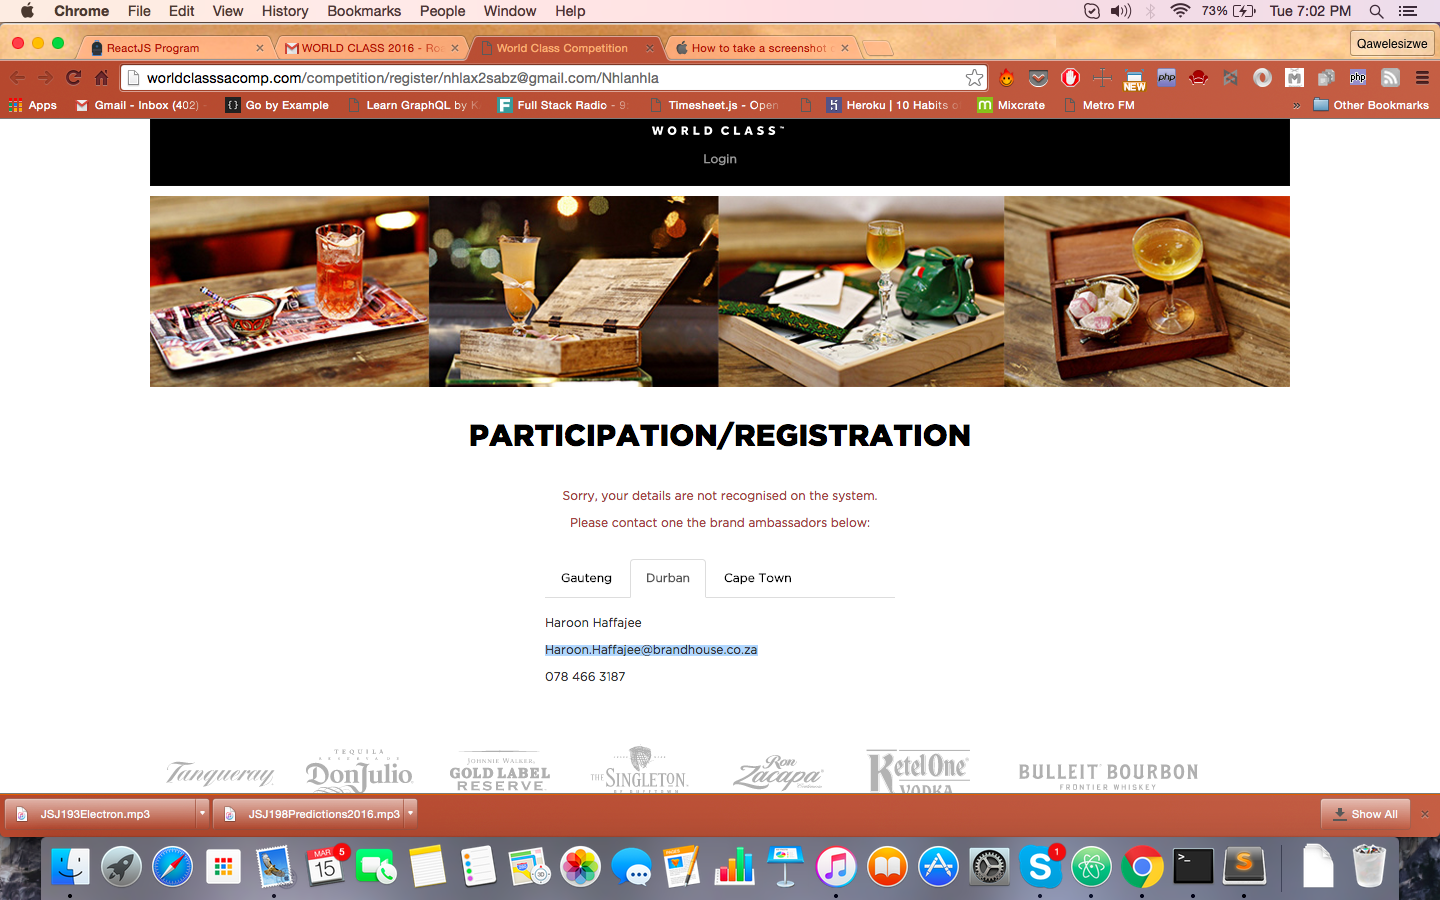 Chrome File Edit View History Bookmarks People Window Help 73% Tue 7:02 PM
ReactJS Program
WORLD CLASS 2016 - Ro
World Class Competition
How to take a screenshot
Qawelesizwe
worldclasssacomp.com/competition/register/nhlax2sabz@gmail.com/Nhlanhla
php
NEW
php
Apps
Gmail - Inbox (402)
Go by Example
Learn GraphQL by K
Full Stack Radio - 9
Timesheet.js - Open
Heroku | 10 Habits o
Mixcrate
Metro FM
»
Other Bookmarks
WORLD CLASS™
Login
PARTICIPATION/REGISTRATION
Sorry, your details are not recognised on the system.
Please contact one the brand ambassadors below:
Gauteng Durban Cape Town
Haroon Haffajee
Haroon.Haffajee@brandhouse.co.za
078 466 3187
Tanqueray
TEQUILA
DonJulio
JOHNNIE WALKER
GOLD LABEL
RESERVE
THE SINGLETON
Ron
Zacapa
Ketel One
VODKA
BULLEIT BOURBON
FRONTIER WHISKEY
JSJ193Electron.mp3
JSJ198Predictions2016.mp3
Show All
MAR
15
5
30
1